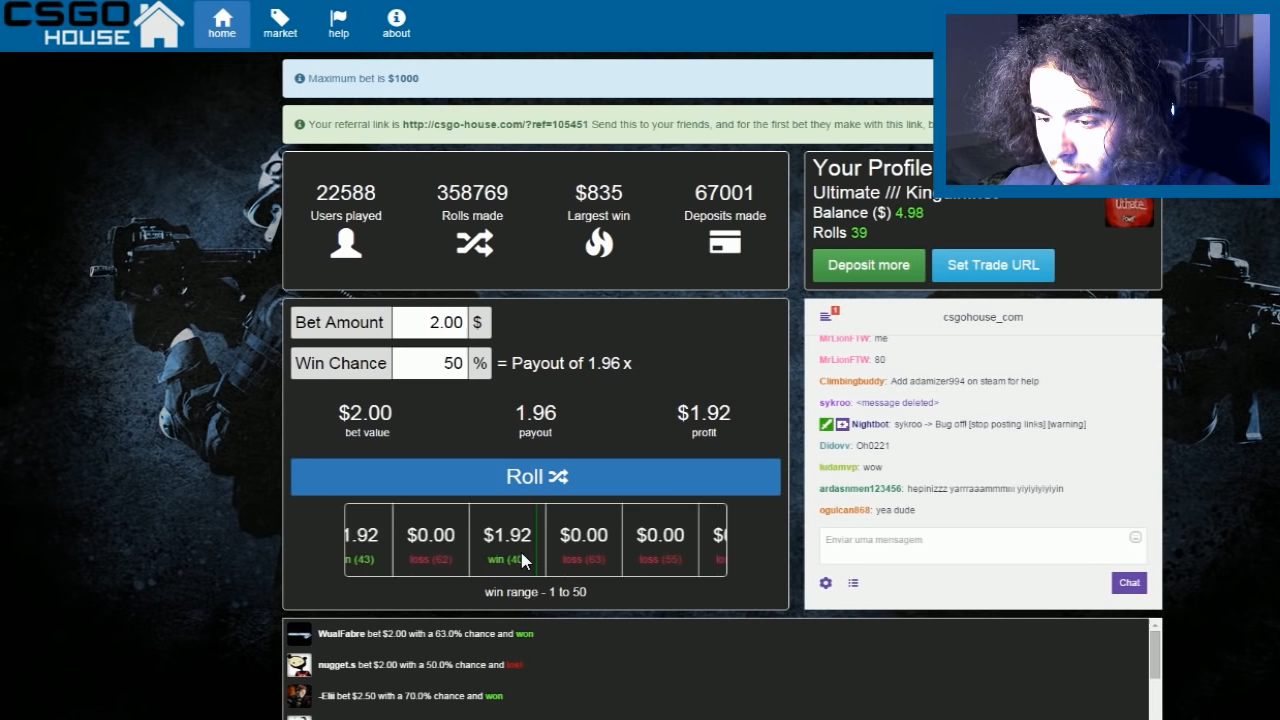 CSGO
HOUSE
home
market
help
about
Maximum bet is $1000
Your referral link is http://csgo-house.com/?ref=105451 Send this to your friends, and for the first bet they make with this link,
22588
Users played
358769
Rolls made
$835
Largest win
67001
Deposits made
Your Profile
Ultimate ///
Balance ($) 4.98
Rolls 39
Deposit more
Set Trade URL
Bet Amount 2.00 $
Win Chance 50 % = Payout of 1.96 x
$2.00
bet value
1.96
payout
$1.92
profit
Roll
1.92 $0.00 $1.92 $0.00 $0.00
(43) loss (62) win loss (63) loss (55)
win range - 1 to 50
1
csgohouse_com
MrLionFTW: me
MrLionFTW: 80
Climbingbuddy: Add adamizer994 on steam for help
sykroo: <message deleted>
Nightbot: sykroo -> Bug off! [stop posting links] [warning]
Didovv: Oh0221
ludamvp: wow
ardasnmen123456:
ogulcan868: yea dude
Enviar uma mensagem
Chat
WualFabre bet $2.00 with a 63.0% chance and won
nugget.s bet $2.00 with a 50.0% chance and lost
bet $2.50 with a 70.0% chance and won